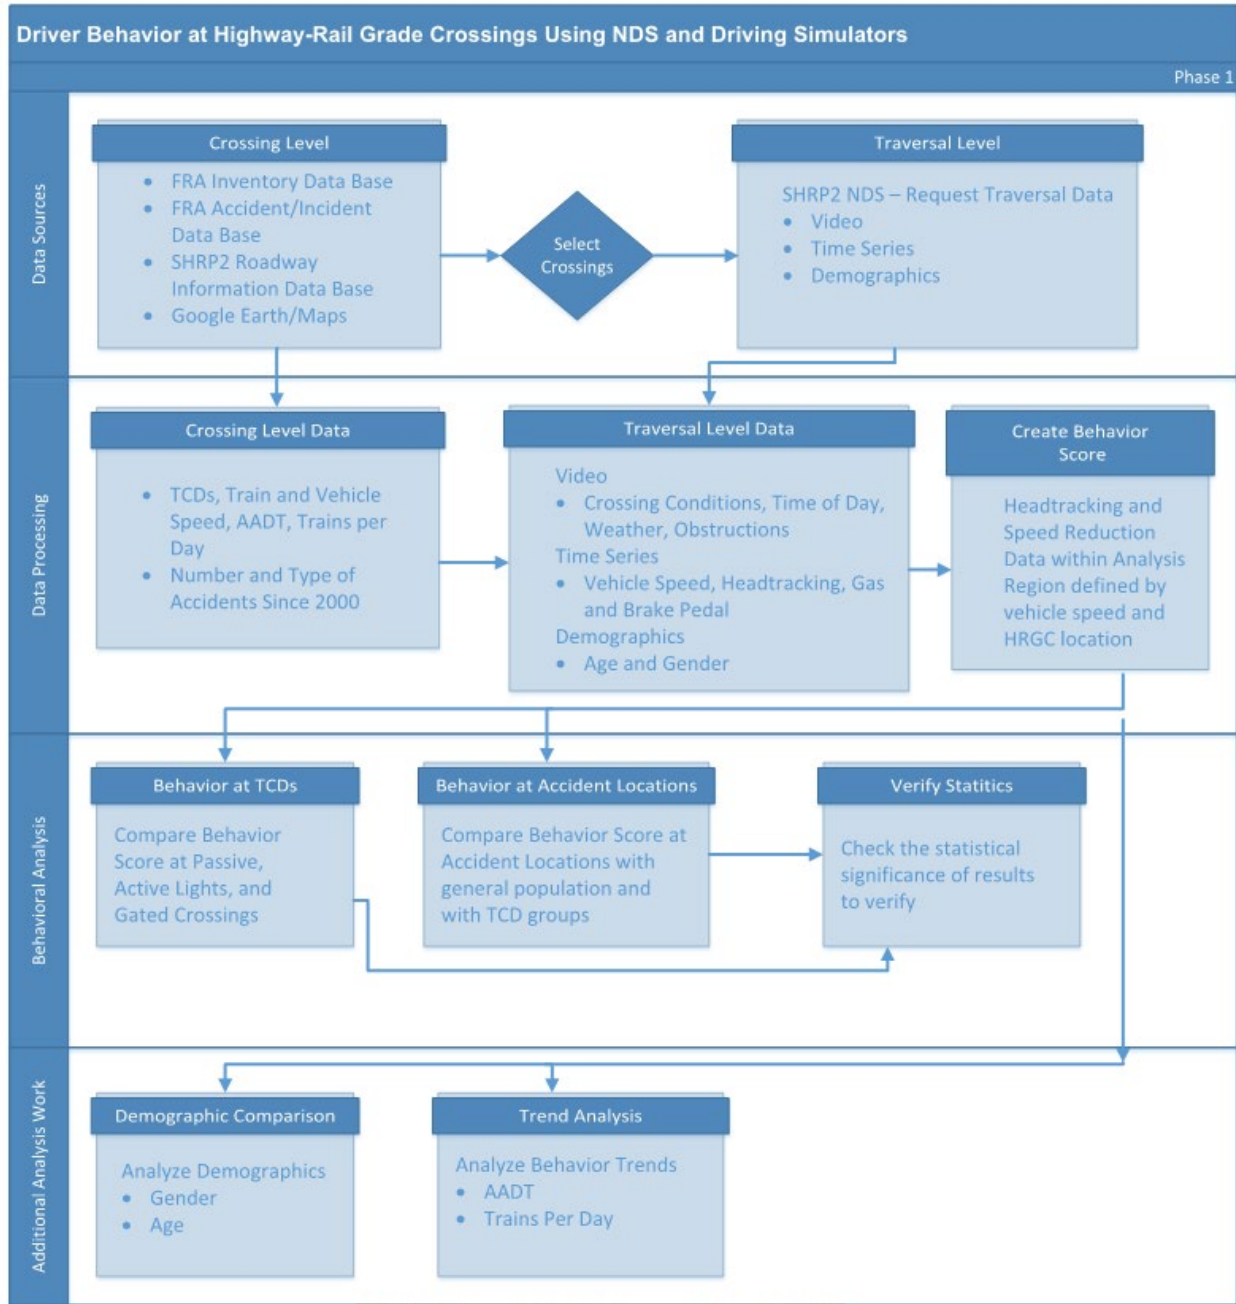 Driver Behavior at Highway-Rail Grade Crossings Using NDS and Driving Simulators
Phase 1
Data Sources
Crossing Level
• FRA Inventory Data Base
• FRA Accident/Incident
Data Base
• SHRP2 Roadway
Information Data Base
• Google Earth/Maps
Select
Crossings
Traversal Level
SHRP2 NDS – Request Traversal Data
• Video
• Time Series
• Demographics
Data Processing
Crossing Level Data
• TCDs, Train and Vehicle
Speed, AADT, Trains per
Day
• Number and Type of
Accidents Since 2000
Traversal Level Data
Video
• Crossing Conditions, Time of Day,
Weather, Obstructions
Time Series
• Vehicle Speed, Headtracking, Gas
and Brake Pedal
Demographics
• Age and Gender
Create Behavior
Score
Headtracking and
Speed Reduction
Data within Analysis
Region defined by
vehicle speed and
HRGC location
Behavioral Analysis
Behavior at TCDs
Compare Behavior
Score at Passive,
Active Lights, and
Gated Crossings
Behavior at Accident Locations
Compare Behavior Score at
Accident Locations with
general population and
with TCD groups
Verify Statitics
Check the statistical
significance of results
to verify
Additional Analysis Work
Demographic Comparison
Analyze Demographics
• Gender
• Age
Trend Analysis
Analyze Behavior Trends
• AADT
• Trains Per Day